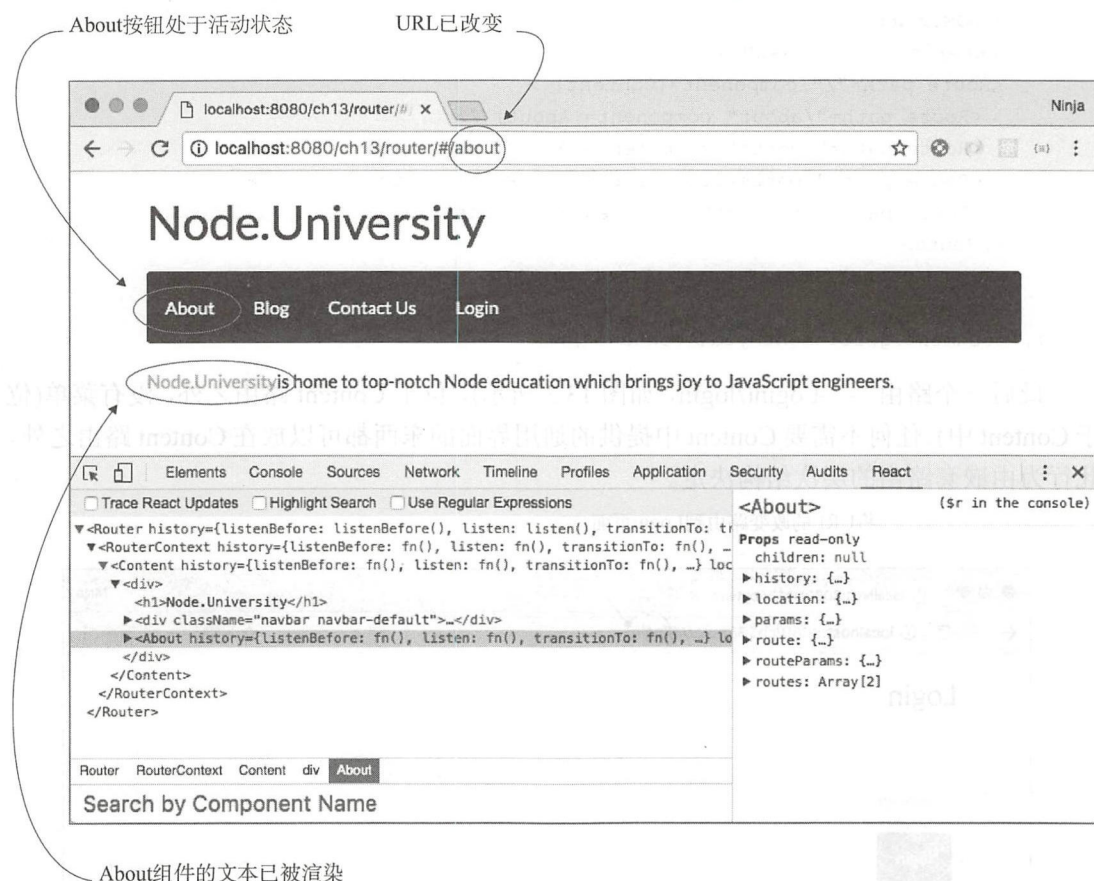 About按钮处于活动状态
URL已改变
localhost:8080/ch13/router/#/
Ninja
localhost:8080/ch13/router/#/about
Node.University
About Blog Contact Us Login
Node.University is home to top-notch Node education which brings joy to JavaScript engineers.
Elements Console Sources Network Timeline Profiles Application Security Audits React
Trace React Updates Highlight Search Use Regular Expressions
<Router history={listenBefore: listenBefore(), listen: listen(), transitionTo: tr
<RouterContext history={listenBefore: fn(), listen: fn(), transitionTo: fn(), …
<Content history={listenBefore: fn(), listen: fn(), transitionTo: fn(), …} loc
<div>
<h1>Node.University</h1>
<div className="navbar navbar-default">…</div>
<About history={listenBefore: fn(), listen: fn(), transitionTo: fn(), …} lo
</div>
</Content>
</RouterContext>
</Router>
<About>
($r in the console)
Props read-only
children: null
history: {…}
location: {…}
params: {…}
route: {…}
routeParams: {…}
routes: Array[2]
Router RouterContext Content div About
Search by Component Name
About组件的文本已被渲染